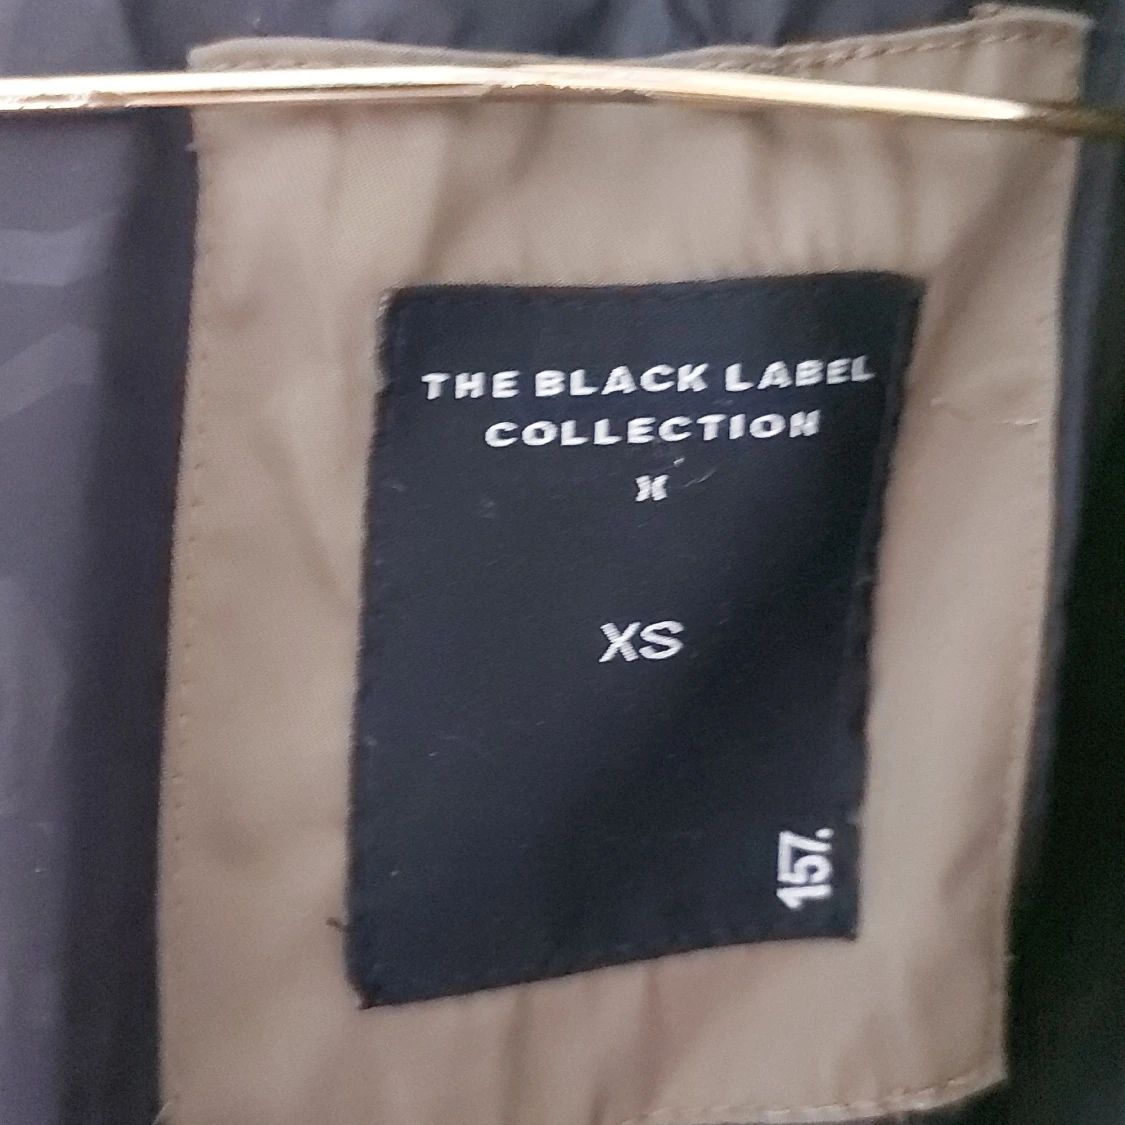 THE BLACK LABEL
COLLECTION
X
XS
157.